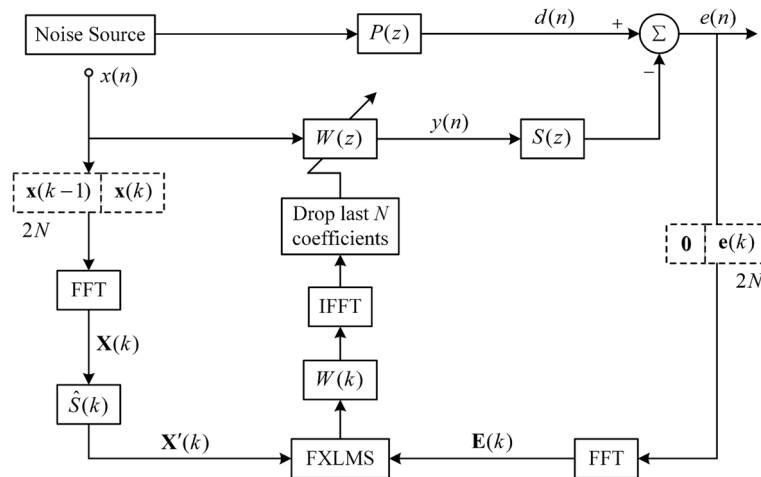 Noise Source
P(z)
d(n)
+
Σ
e(n)
x(n)
−
W(z)
y(n)
S(z)
x(k−1) x(k)
2N
Drop last N
coefficients
0 e(k)
2N
FFT
IFFT
X(k)
W(k)
Ŝ(k)
X′(k)
FXLMS
E(k)
FFT